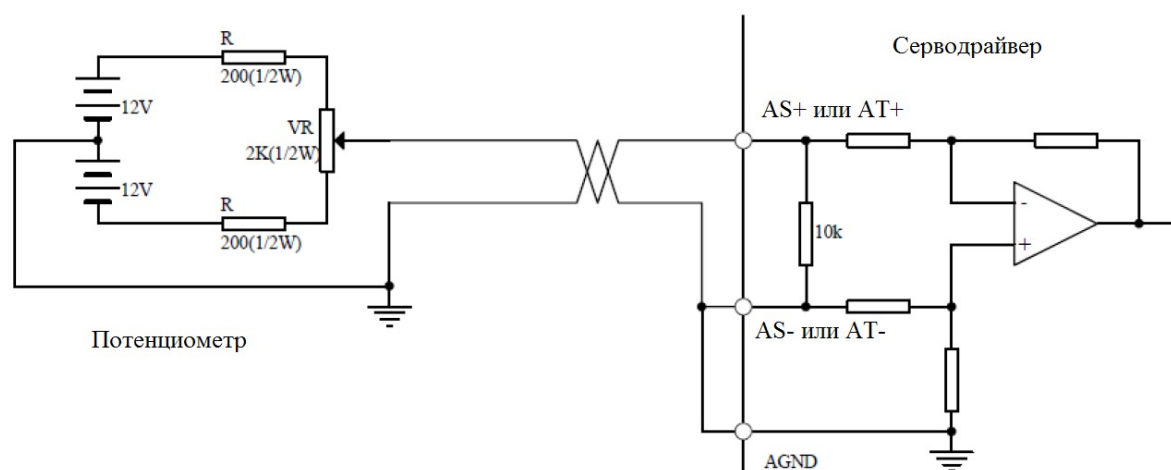 Серводрайвер
R
200(1/2W)
12V
VR
2K(1/2W)
12V
R
200(1/2W)
Потенциометр
AS+ или AT+
-
10k
+
AS- или AT-
AGND